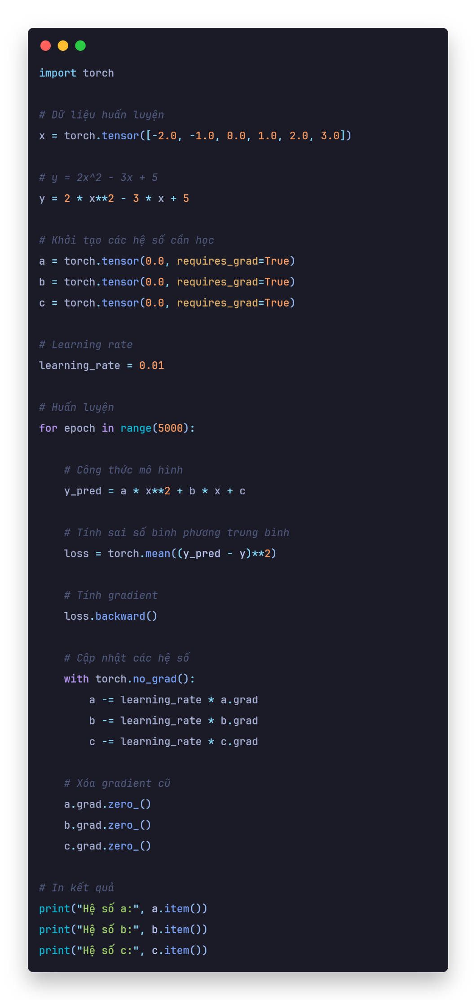 import torch
# Dữ liệu huấn luyện
x = torch.tensor([-2.0, -1.0, 0.0, 1.0, 2.0, 3.0])
# y = 2x^2 - 3x + 5
y = 2 * x**2 - 3 * x + 5
# Khởi tạo các hệ số cần học
a = torch.tensor(0.0, requires_grad=True)
b = torch.tensor(0.0, requires_grad=True)
c = torch.tensor(0.0, requires_grad=True)
# Learning rate
learning_rate = 0.01
# Huấn luyện
for epoch in range(5000):
    # Công thức mô hình
    y_pred = a * x**2 + b * x + c
    # Tính sai số bình phương trung bình
    loss = torch.mean((y_pred - y)**2)
    # Tính gradient
    loss.backward()
    # Cập nhật các hệ số
    with torch.no_grad():
        a -= learning_rate * a.grad
        b -= learning_rate * b.grad
        c -= learning_rate * c.grad
    # Xóa gradient cũ
    a.grad.zero_()
    b.grad.zero_()
    c.grad.zero_()
# In kết quả
print("Hệ số a:", a.item())
print("Hệ số b:", b.item())
print("Hệ số c:", c.item())